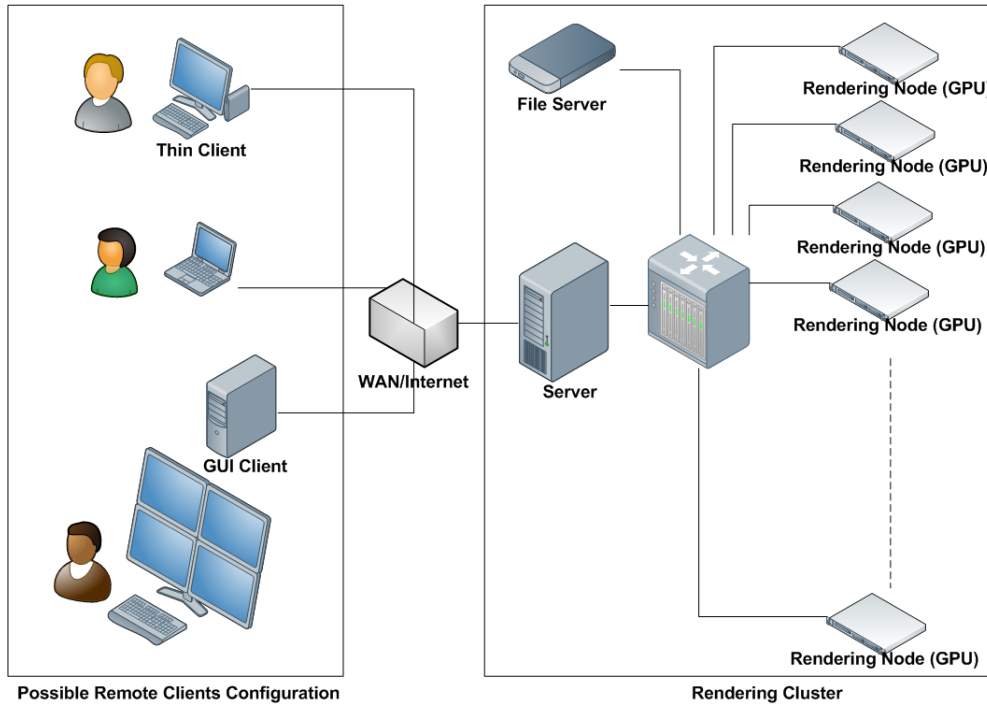 Thin Client
GUI Client
Possible Remote Clients Configuration
WAN/Internet
File Server
Server
Rendering Node (GPU)
Rendering Node (GPU)
Rendering Node (GPU)
Rendering Node (GPU)
Rendering Node (GPU)
Rendering Cluster